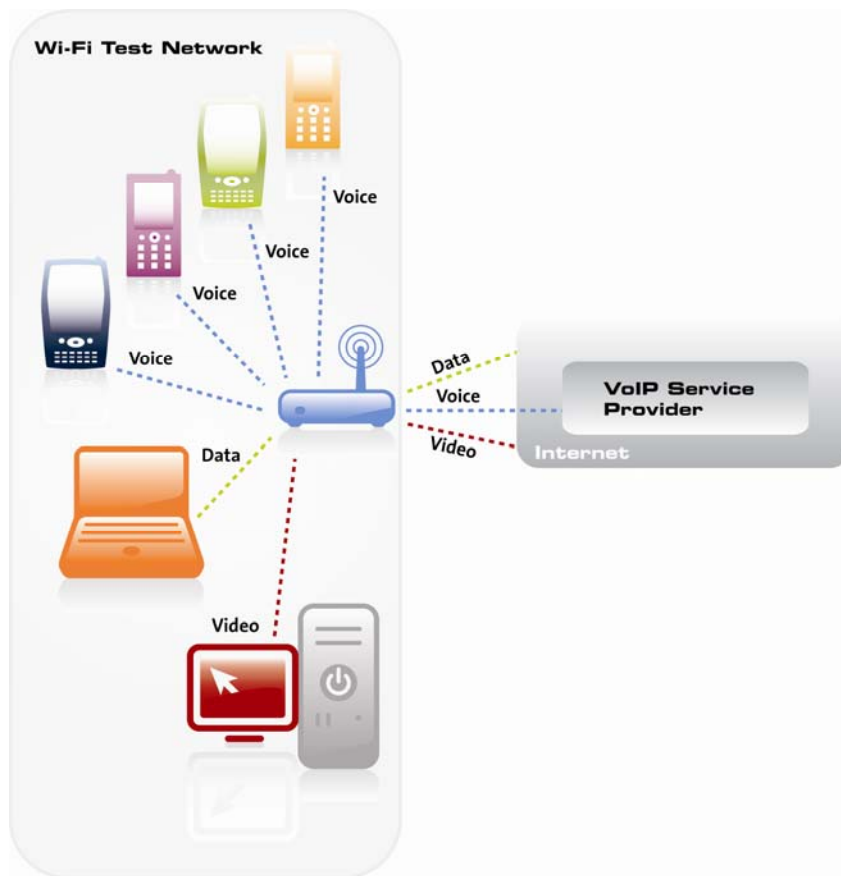 Wi-Fi Test Network
Voice
Voice
Voice
Voice
Data
Video
Data
Voice
Video
VoIP Service
Provider
Internet